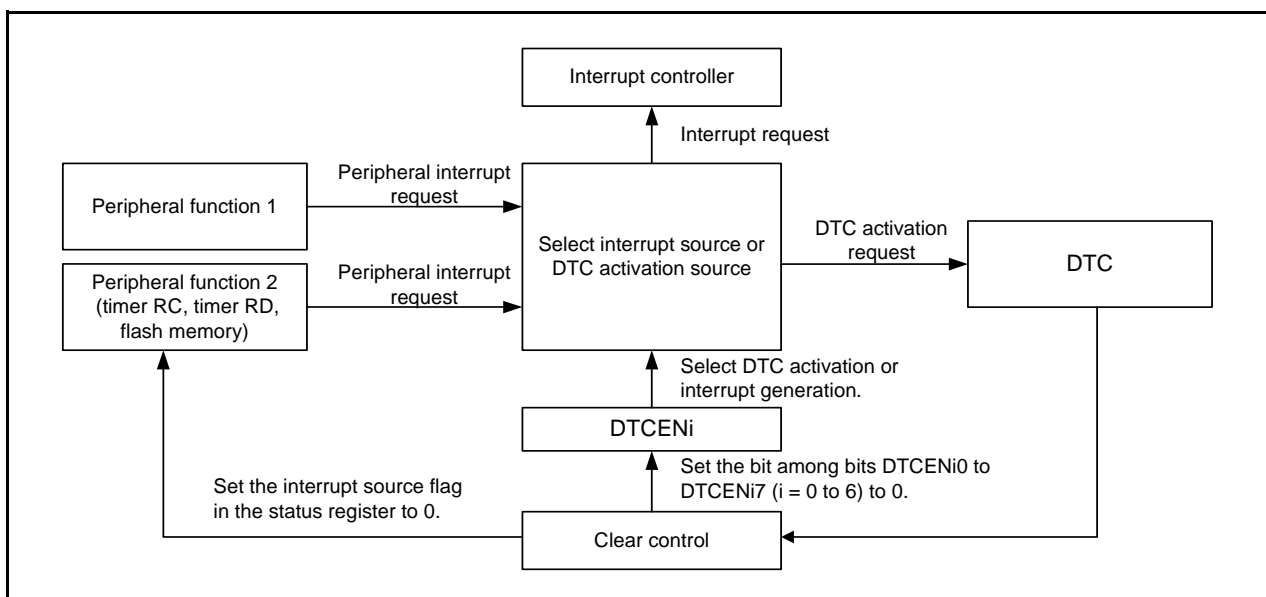 Interrupt controller
Interrupt request
Peripheral function 1
Peripheral interrupt
request
Select interrupt source or
DTC activation source
DTC activation
request
DTC
Peripheral function 2
(timer RC, timer RD,
flash memory)
Peripheral interrupt
request
Select DTC activation or
interrupt generation.
DTCENi
Set the interrupt source flag
in the status register to 0.
Set the bit among bits DTCENi0 to
DTCENi7 (i = 0 to 6) to 0.
Clear control